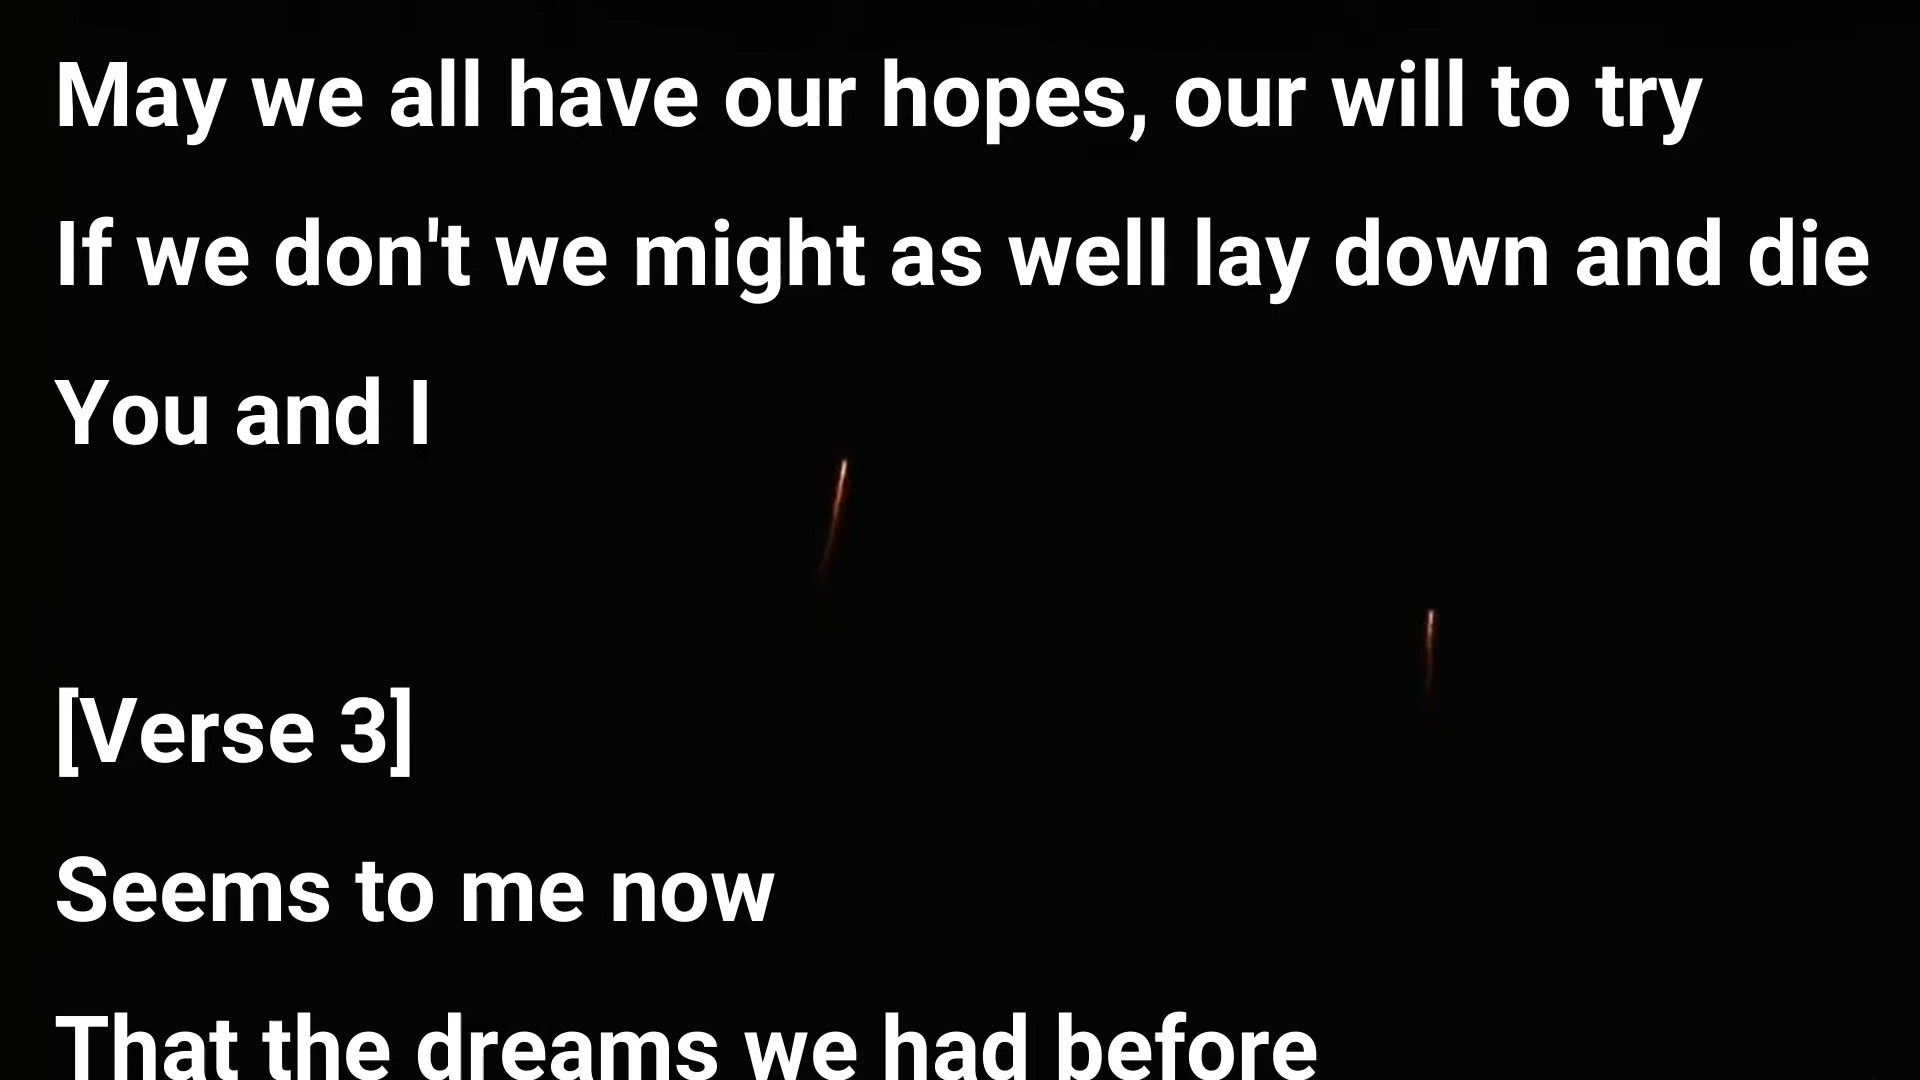 May we all have our hopes, our will to try
If we don't we might as well lay down and die
You and I
[Verse 3]
Seems to me now
That the dreams we had before